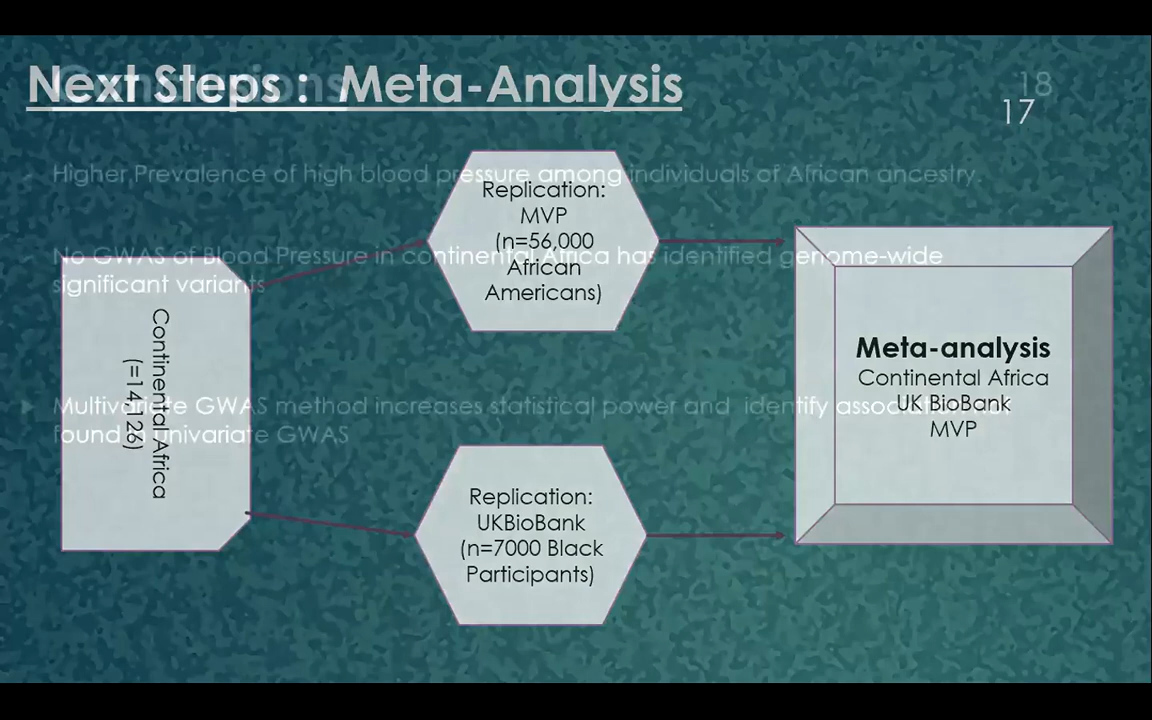 Next Steps : Meta-Analysis
18
17
Higher Prevalence of high blood pressure among individuals of African ancestry.
No GWAS of Blood Pressure in continental Africa has identified genome-wide
significant variants
Multivariate GWAS method increases statistical power and identify
found univariate GWAS
Continental Africa
(=14,126)
Replication:
MVP
(n=56,000
African
Americans)
Replication:
UKBioBank
(n=7000 Black
Participants)
Meta-analysis
Continental Africa
UK BioBank
MVP